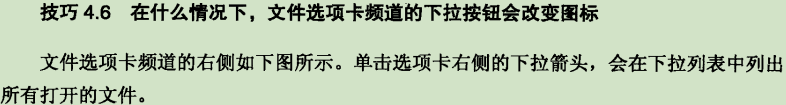 技巧 4.6 在什么情况下，文件选项卡频道的下拉按钮会改变图标
文件选项卡频道的右侧如下图所示。单击选项卡右侧的下拉箭头，会在下拉列表中列出
所有打开的文件。